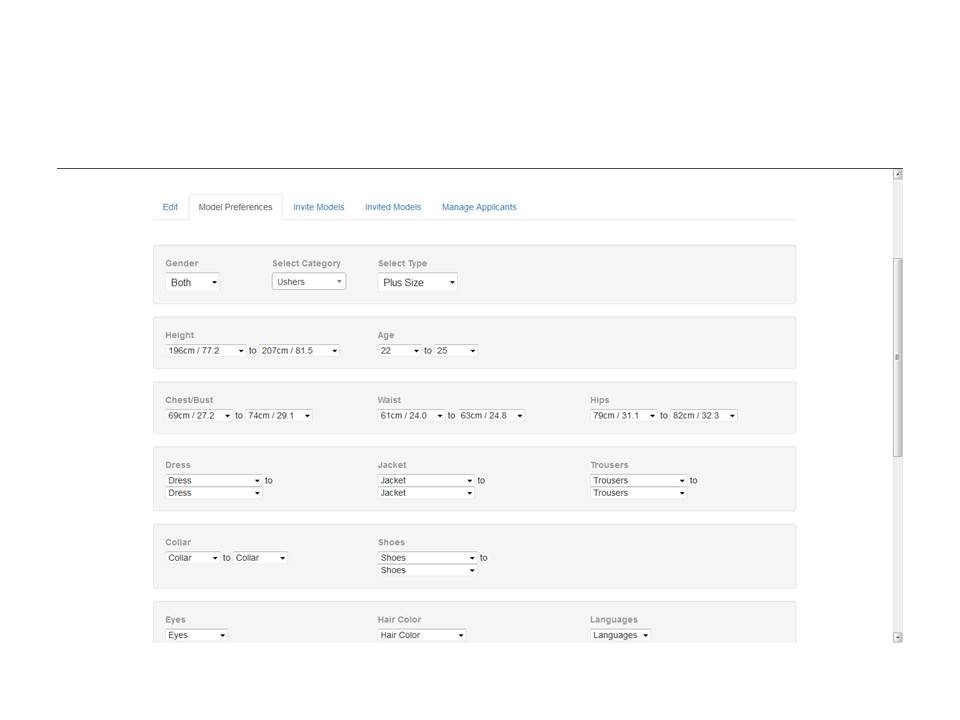 Edit Model Preferences Invite Models Invited Models Manage Applicants
Gender Select Category Select Type
Both Ushers Plus Size
Height Age
196cm / 77.2 to 207cm / 81.5 22 to 25
Chest/Bust Waist Hips
69cm / 27.2 to 74cm / 29.1 61cm / 24.0 to 63cm / 24.8 79cm / 31.1 to 82cm / 32.3
Dress Jacket Trousers
Dress to Jacket to Trousers to
Dress Jacket Trousers
Collar Shoes
Collar to Collar Shoes to
Shoes
Eyes Hair Color Languages
Eyes Hair Color Languages